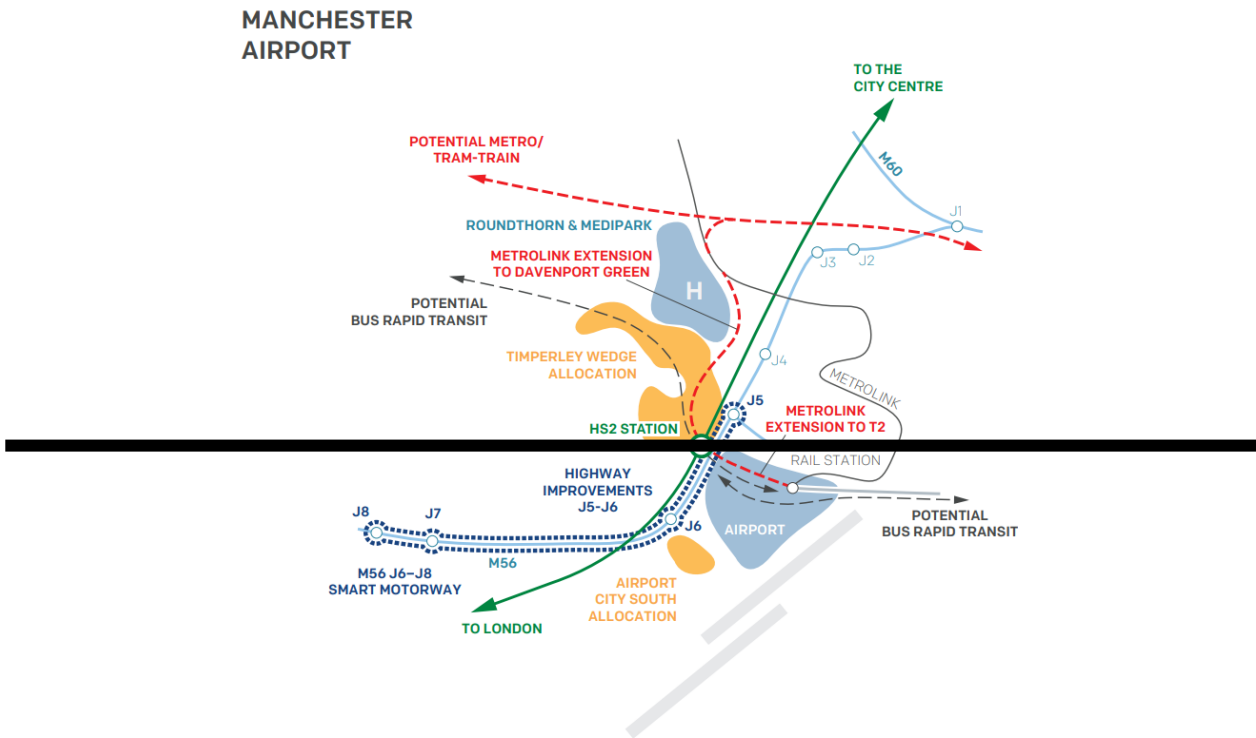 MANCHESTER
AIRPORT
TO THE
CITY CENTRE
POTENTIAL METRO/
TRAM-TRAIN
M60
J1
ROUNDTHORN & MEDIPARK
J3
J2
METROLINK EXTENSION
TO DAVENPORT GREEN
H
POTENTIAL
BUS RAPID TRANSIT
TIMPERLEY WEDGE
ALLOCATION
J4
METROLINK
J5
METROLINK
EXTENSION TO T2
HS2 STATION
RAIL STATION
HIGHWAY
IMPROVEMENTS
J5-J6
J8
J7
J6
AIRPORT
POTENTIAL
BUS RAPID TRANSIT
M56
M56 J6–J8
SMART MOTORWAY
AIRPORT
CITY SOUTH
ALLOCATION
TO LONDON